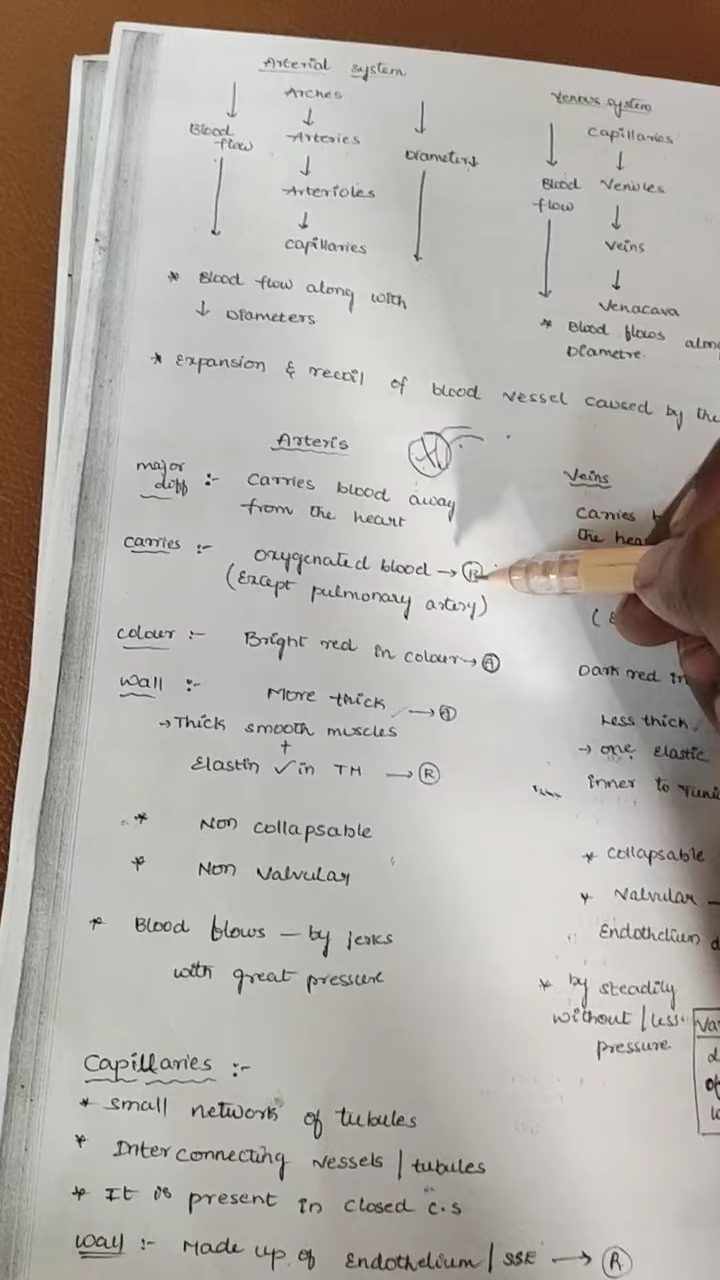 Arterial system
Arches
↓
Blood flow
Arteries
↓
Diameter↓
Arterioles
↓
Capillaries
* Blood flow along with
↓ Diameters
Venous system
Capillaries
↓
Blood flow
Venules
↓
Veins
↓
Venacava
* Blood flows along
Diametre.
* Expansion & recoil of blood vessel caused by the
Arteris
major diff :- Carries blood away
from the heart
Carries :- Oxygenated blood → (R)
(Except pulmonary artery)
Colour :- Bright red in colour → (A)
Wall :- More thick → (A)
→ Thick smooth muscles
+
Elastin ✓ in TM → (R)
* Non collapsable
* Non Valvular
* Blood blows – by jerks
with great pressure
Veins
Carries
the
Dark red in
Less thick
→ one elastic
inner to
* Collapsable
* Valvular –
Endothelium
* by steadily
without / less
pressure
Capillaries :-
* Small network of tubules
* Interconnecting vessels / tubules
* It is present in closed c.s
Wall :- Made up of Endothelium / SSE → (R)